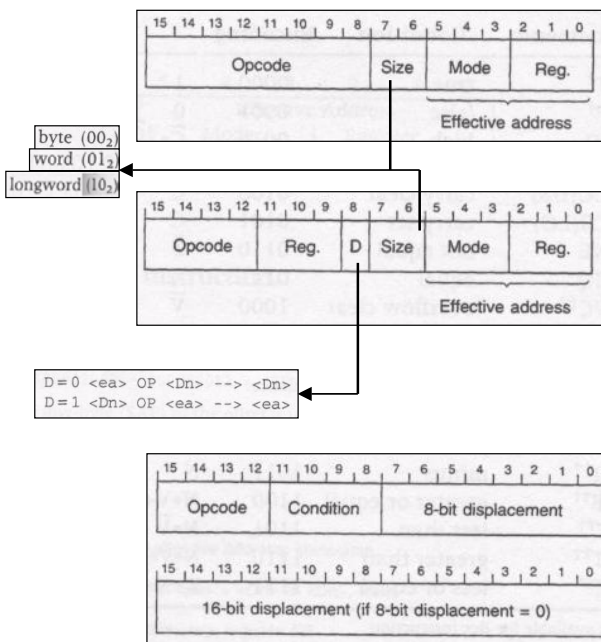 15 14 13 12 11 10 9 8 7 6 5 4 3 2 1 0
Opcode Size Mode Reg.
Effective address
byte (00₂)
word (01₂)
longword (10₂)
15 14 13 12 11 10 9 8 7 6 5 4 3 2 1 0
Opcode Reg. D Size Mode Reg.
Effective address
D=0 <ea> OP <Dn> --> <Dn>
D=1 <Dn> OP <ea> --> <ea>
15 14 13 12 11 10 9 8 7 6 5 4 3 2 1 0
Opcode Condition 8-bit displacement
15 14 13 12 11 10 9 8 7 6 5 4 3 2 1 0
16-bit displacement (if 8-bit displacement = 0)